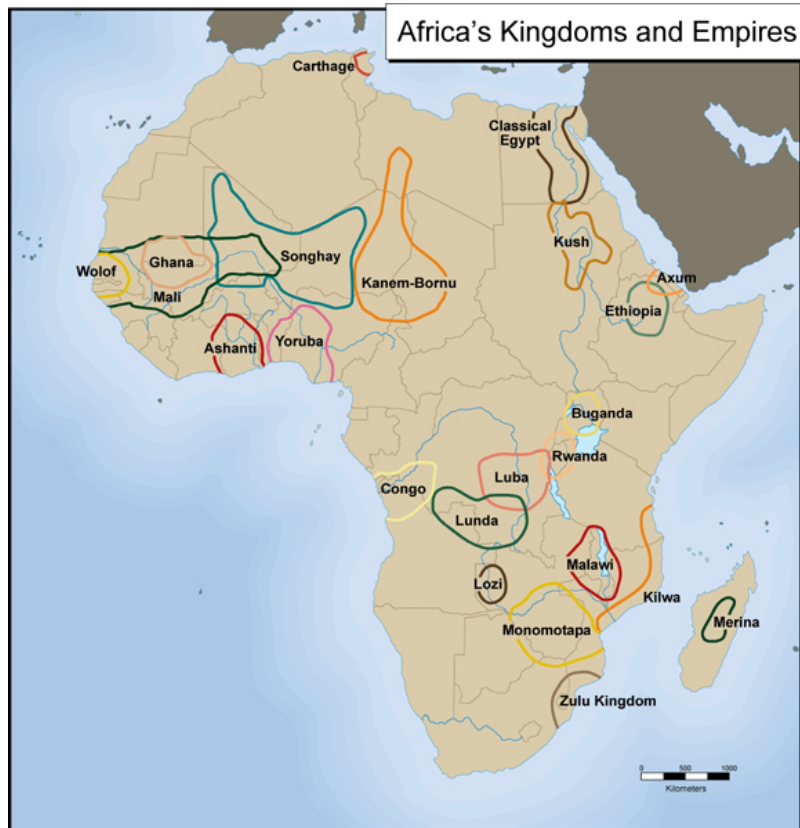 Africa's Kingdoms and Empires
Carthage
Classical
Egypt
Wolof
Ghana
Songhay
Kush
Mali
Kanem-Bornu
Axum
Ethiopia
Ashanti
Yoruba
Buganda
Rwanda
Congo
Luba
Lunda
Lozi
Malawi
Kilwa
Monomotapa
Merina
Zulu Kingdom
0 500 1000
Kilometers